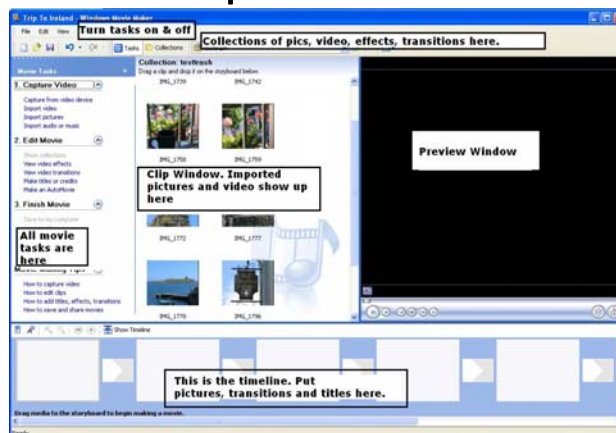 Trip To Ireland - Windows Movie Maker
File Edit View
Turn tasks on & off
Collections of pics, video, effects, transitions here.
Tasks Collections
Movie Tasks
Collection: testtrash
Drag a clip and drop it on the storyboard below.
1. Capture Video
Capture from video device
Import video
Import pictures
Import audio or music
2. Edit Movie
Show collections
View video effects
View video transitions
Make titles or credits
Make an AutoMovie
3. Finish Movie
Save to my computer
All movie
tasks are
here
Movie Making Tips
How to capture video
How to edit clips
How to add titles, effects, transitions
How to save and share movies
IMG_1739 IMG_1742
IMG_1758 IMG_1759
Clip Window. Imported
pictures and video show up
here
IMG_1772 IMG_1777
IMG_1778 IMG_1796
Preview Window
Show Timeline
This is the timeline. Put
pictures, transitions and titles here.
Drag media to the storyboard to begin making a movie.